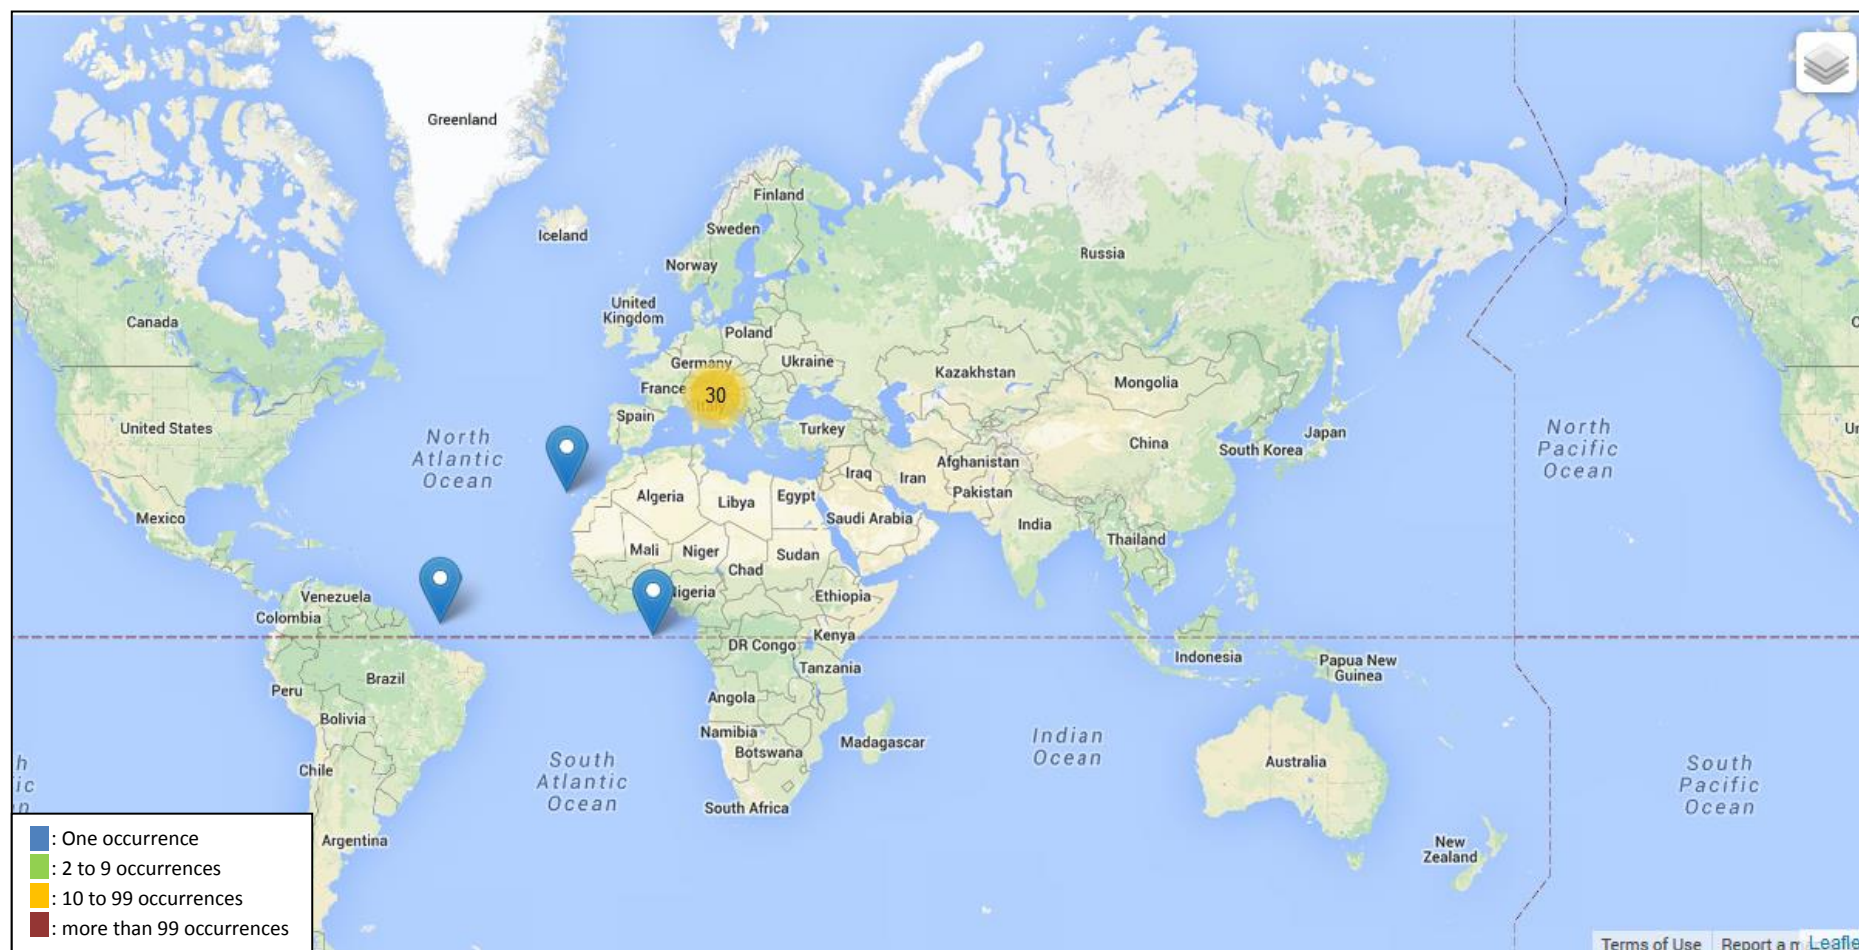 Greenland
Finland
Iceland
Sweden
Russia
Norway
United
Kingdom
Canada
Poland
Germany
Ukraine
Kazakhstan
Mongolia
France
30
Italy
Spain
United States
Turkey
North
Atlantic
Ocean
China
South Korea
Japan
North
Pacific
Ocean
Afghanistan
Iraq
Iran
Pakistan
Algeria
Libya
Egypt
Saudi Arabia
Mexico
India
Thailand
Mali
Niger
Chad
Sudan
Nigeria
Ethiopia
Venezuela
Colombia
DR Congo
Kenya
Tanzania
Indonesia
Papua New
Guinea
Brazil
Peru
Angola
Bolivia
Namibia
Botswana
Madagascar
Indian
Ocean
Chile
South
Atlantic
Ocean
Australia
South
Pacific
Ocean
South Africa
Argentina
New
Zealand
: One occurrence
: 2 to 9 occurrences
: 10 to 99 occurrences
: more than 99 occurrences
Terms of Use
Report a m
Leafle